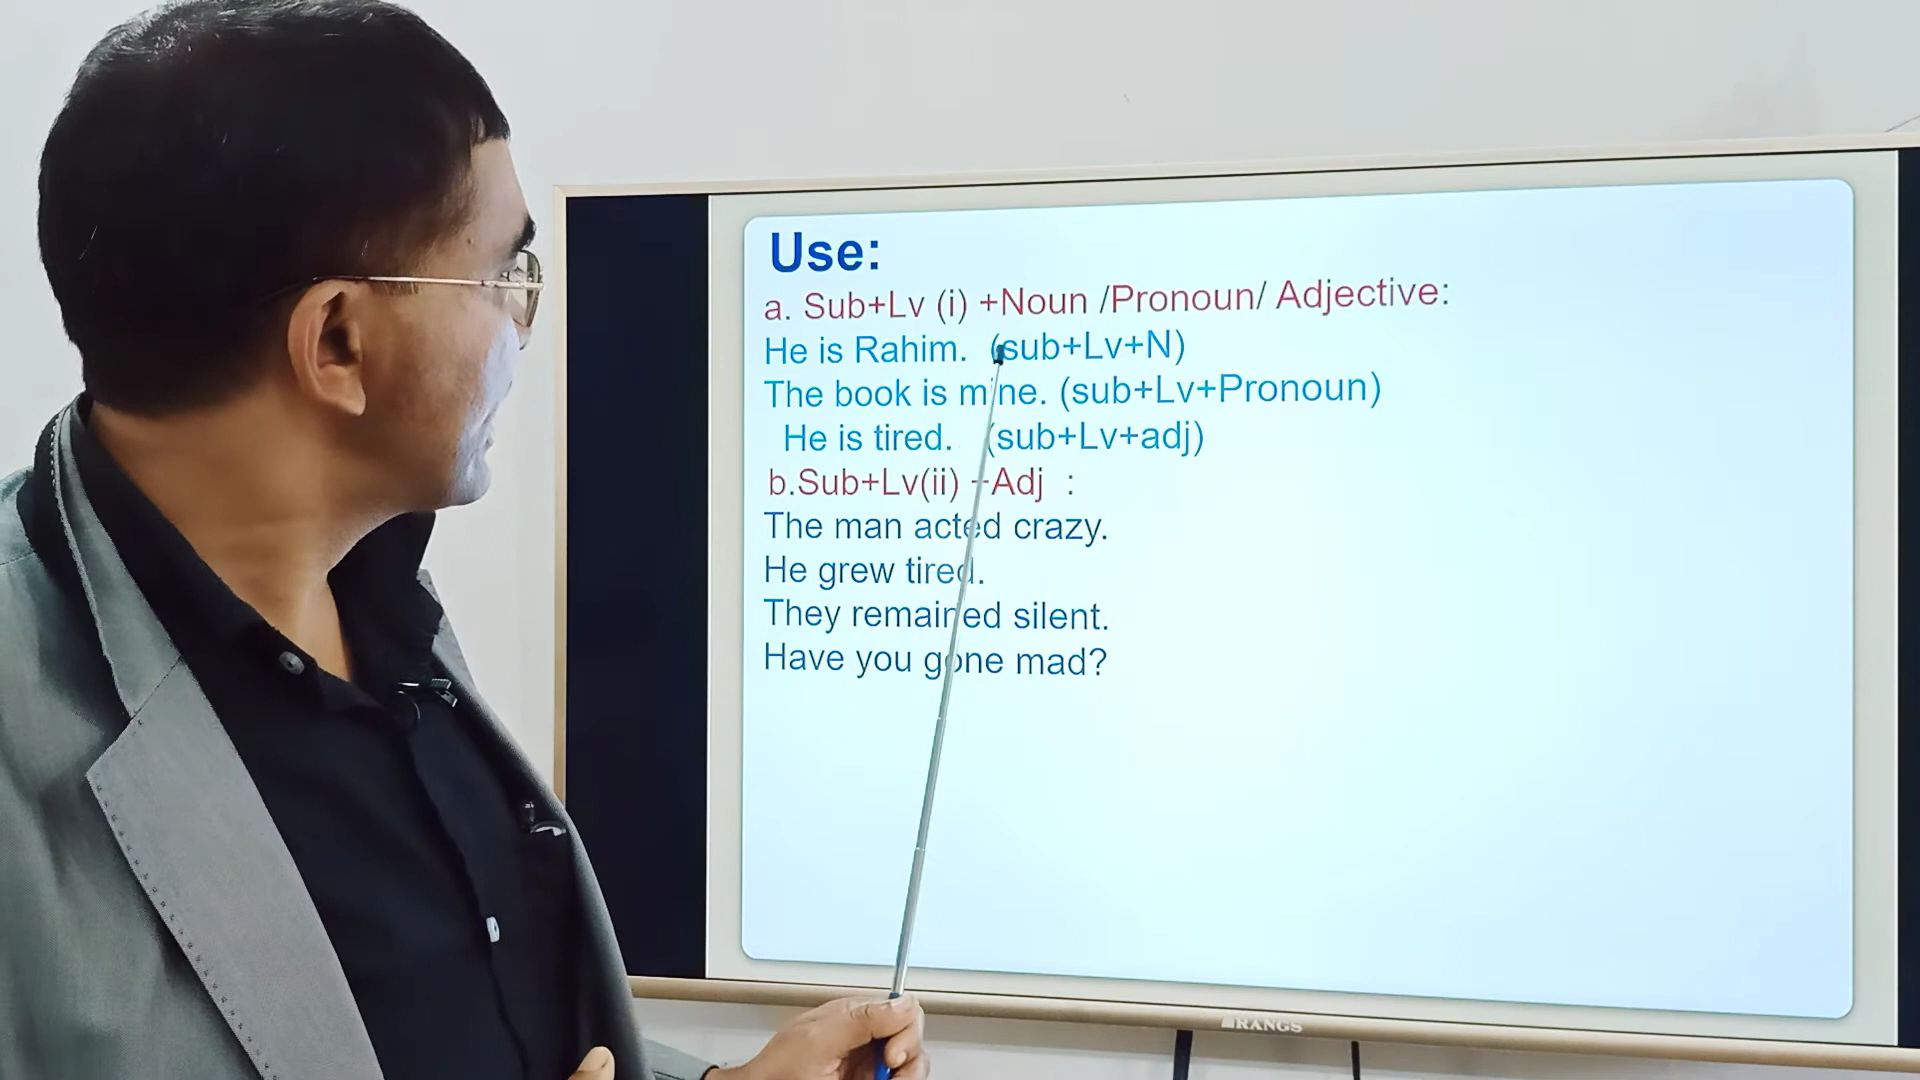 Use:
a. Sub+Lv (i) +Noun /Pronoun/ Adjective:
He is Rahim. (sub+Lv+N)
The book is mine. (sub+Lv+Pronoun)
He is tired. (sub+Lv+adj)
b.Sub+Lv(ii) +Adj :
The man acted crazy.
He grew tired.
They remained silent.
Have you gone mad?
RANGS